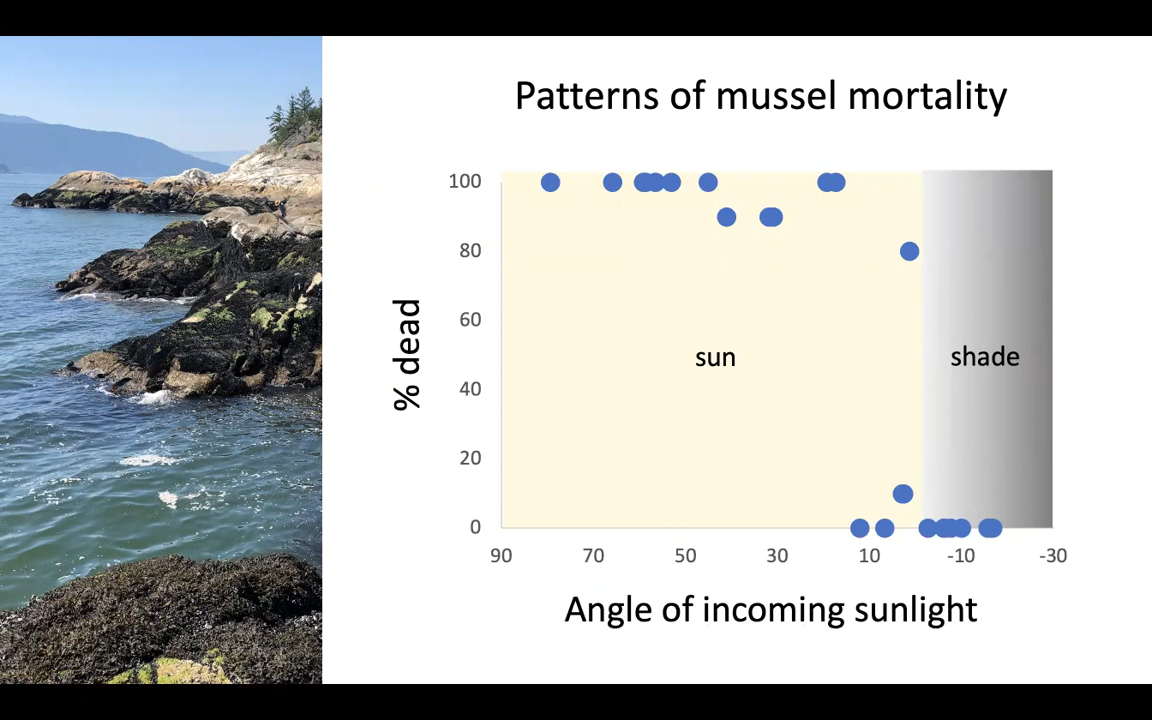 Patterns of mussel mortality
100
80
60
40
20
0
% dead
sun
shade
90 70 50 30 10 -10 -30
Angle of incoming sunlight